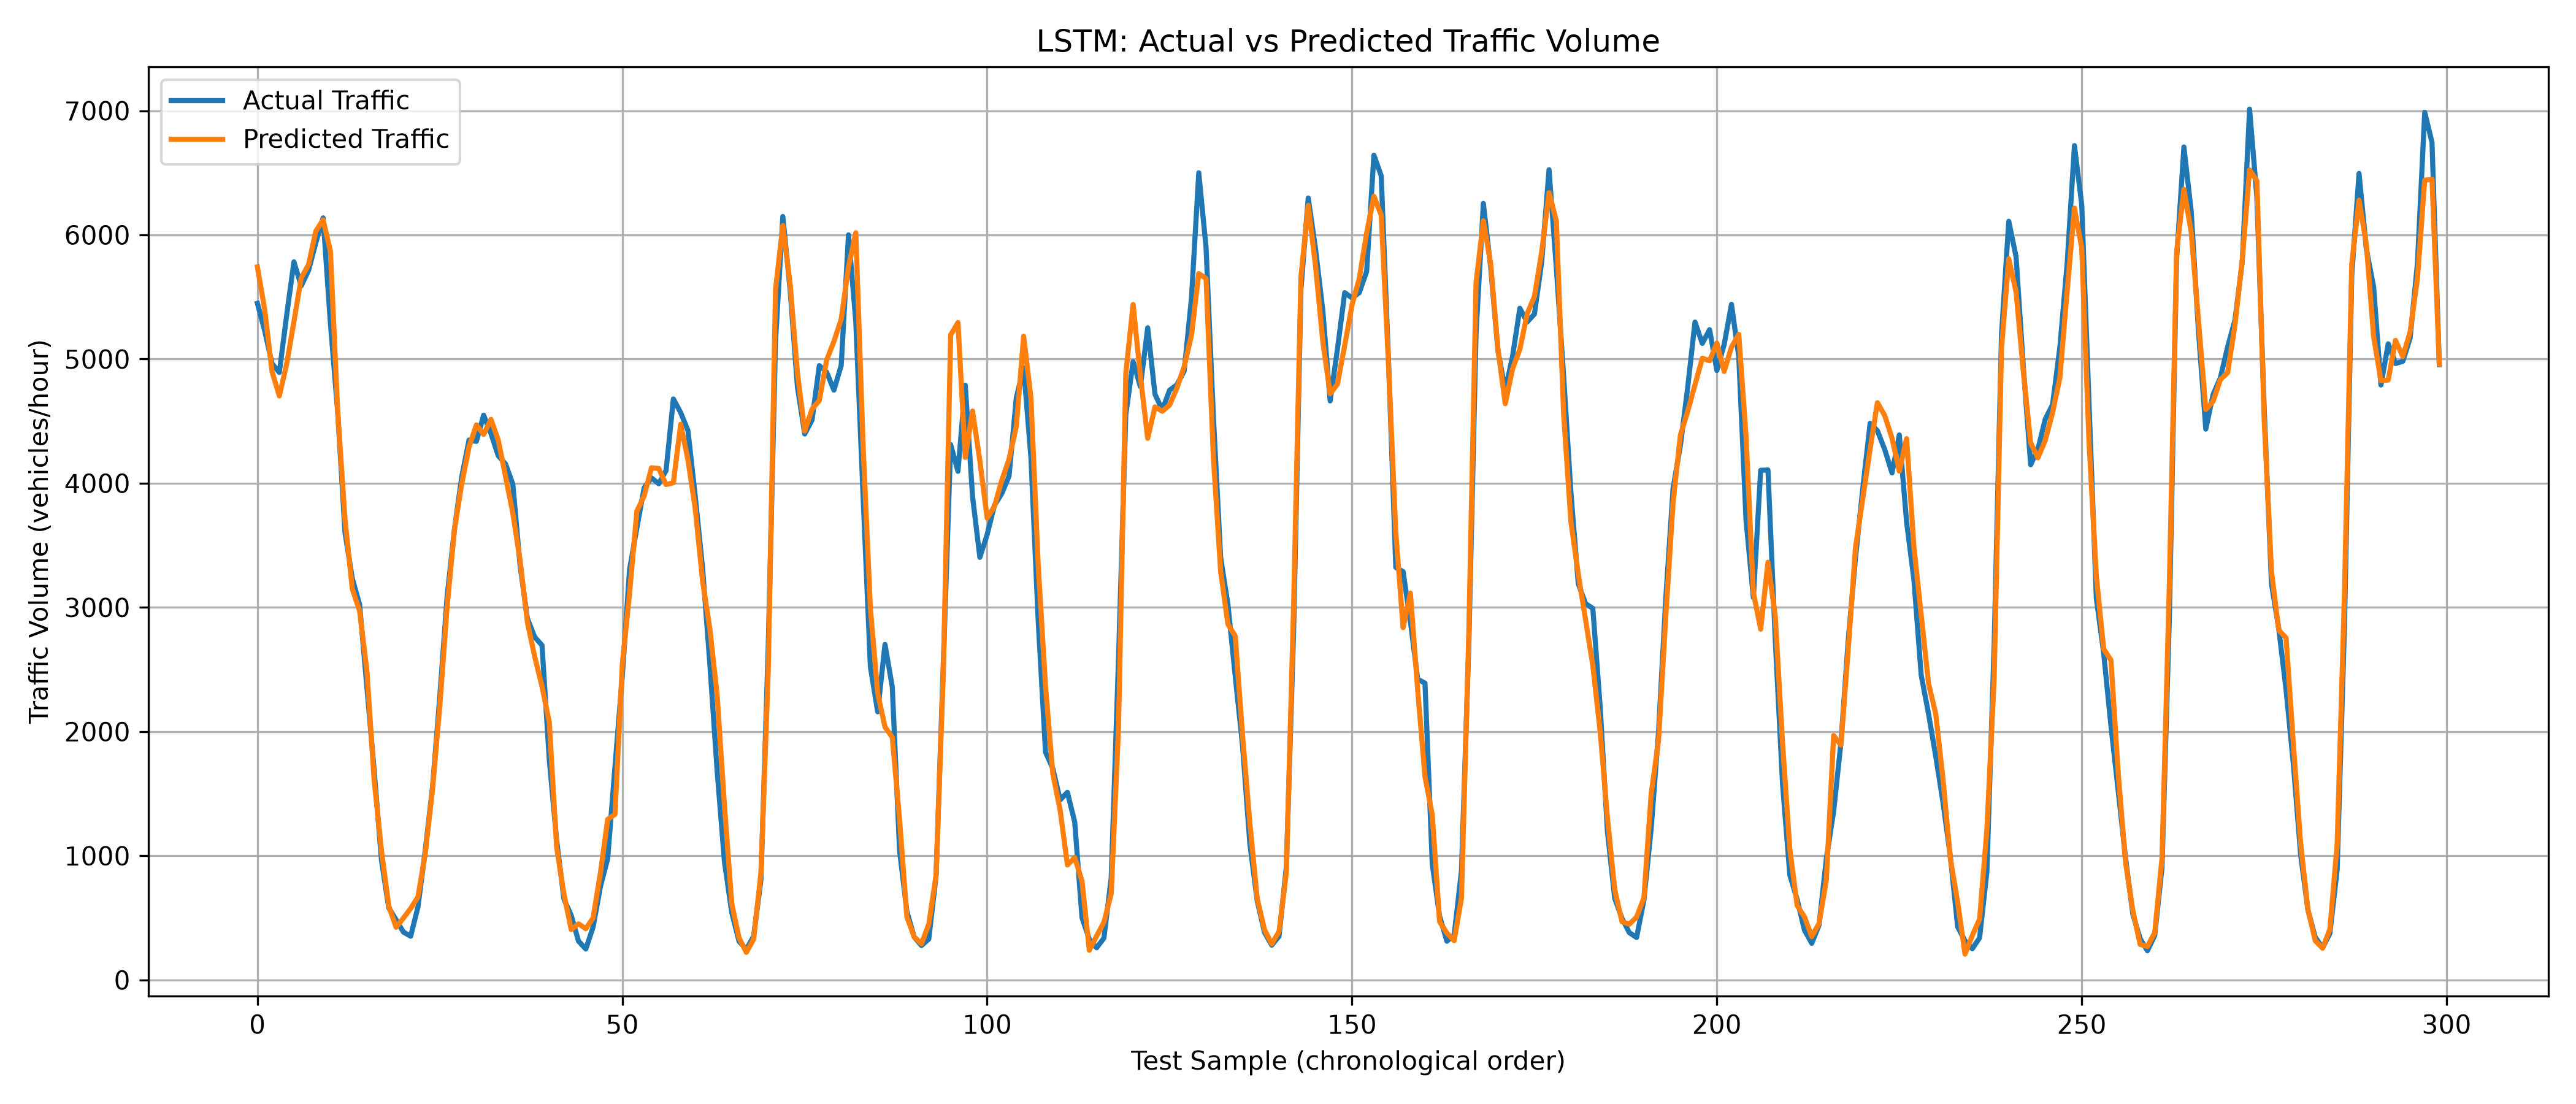 LSTM: Actual vs Predicted Traffic Volume
Actual Traffic
Predicted Traffic
Traffic Volume (vehicles/hour)
7000
6000
5000
4000
3000
2000
1000
0
0 50 100 150 200 250 300
Test Sample (chronological order)